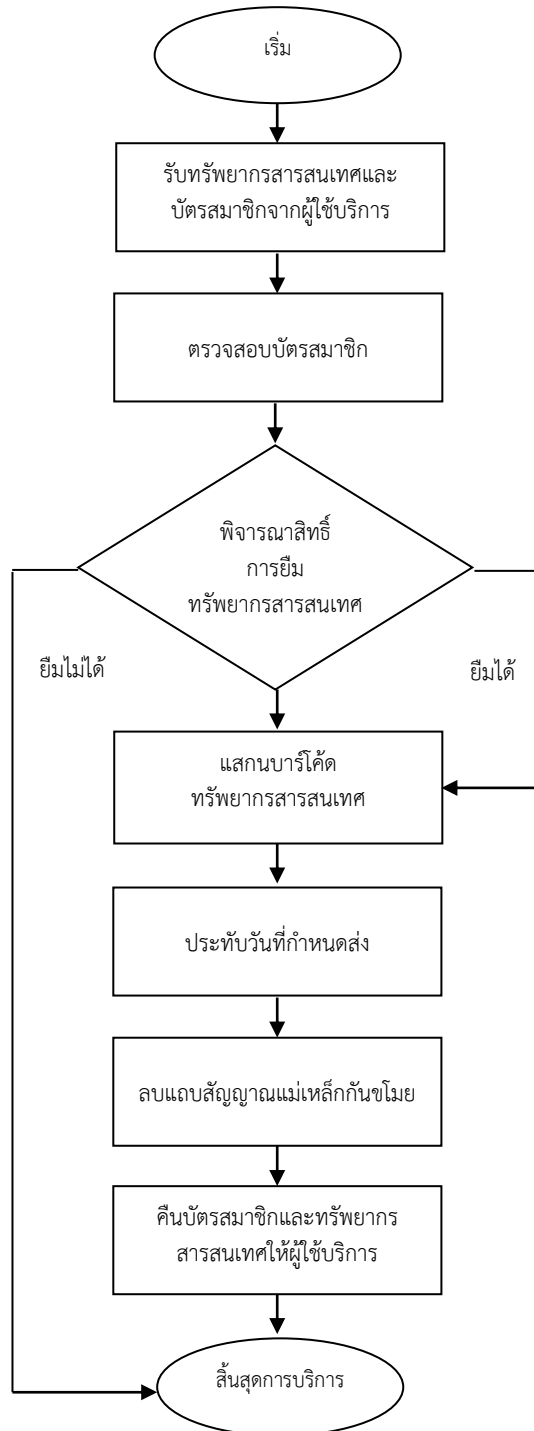 เริ่ม
รับทรัพยากรสารสนเทศและ
บัตรสมาชิกจากผู้ใช้บริการ
ตรวจสอบบัตรสมาชิก
พิจารณาสิทธิ์
การยืม
ทรัพยากรสารสนเทศ
ยืมไม่ได้
ยืมได้
แสกนบาร์โค้ด
ทรัพยากรสารสนเทศ
ประทับวันที่กำหนดส่ง
ลบแถบสัญญาณแม่เหล็กกันขโมย
คืนบัตรสมาชิกและทรัพยากร
สารสนเทศให้ผู้ใช้บริการ
สิ้นสุดการบริการ